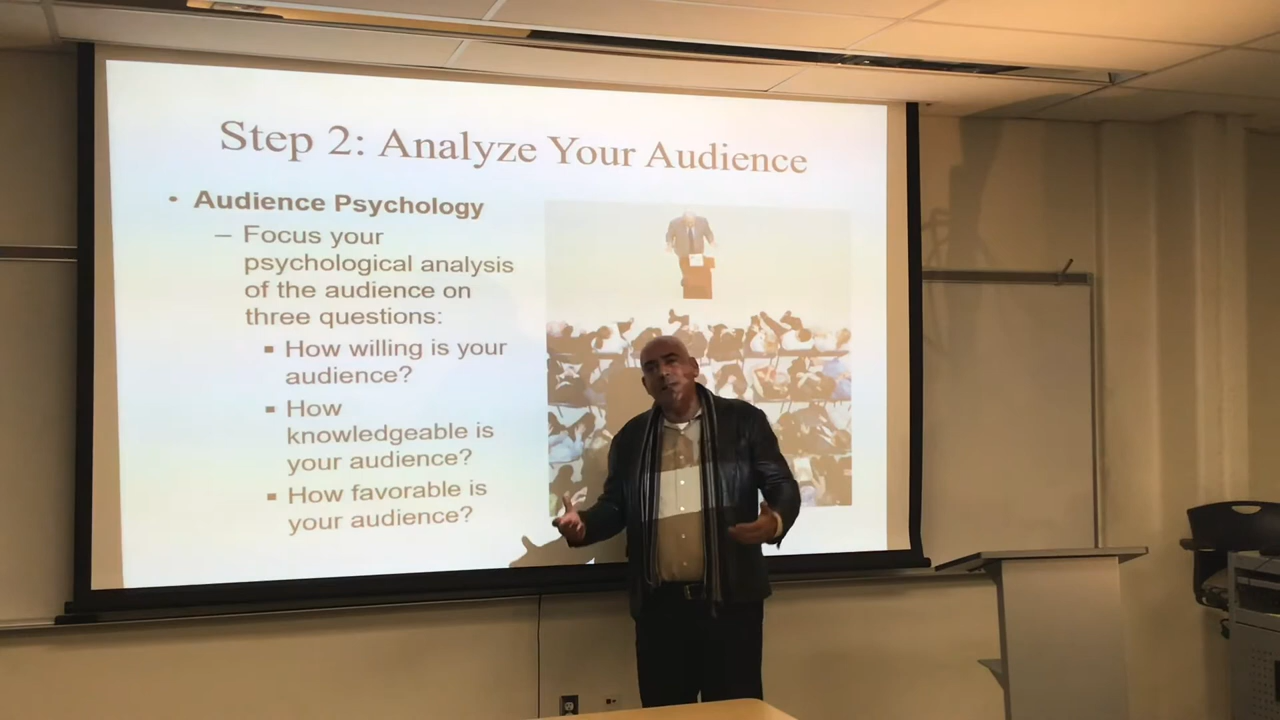 Step 2: Analyze Your Audience
• Audience Psychology
– Focus your
psychological analysis
of the audience on
three questions:
▪ How willing is your
audience?
▪ How
knowledgeable is
your audience?
▪ How favorable is
your audience?